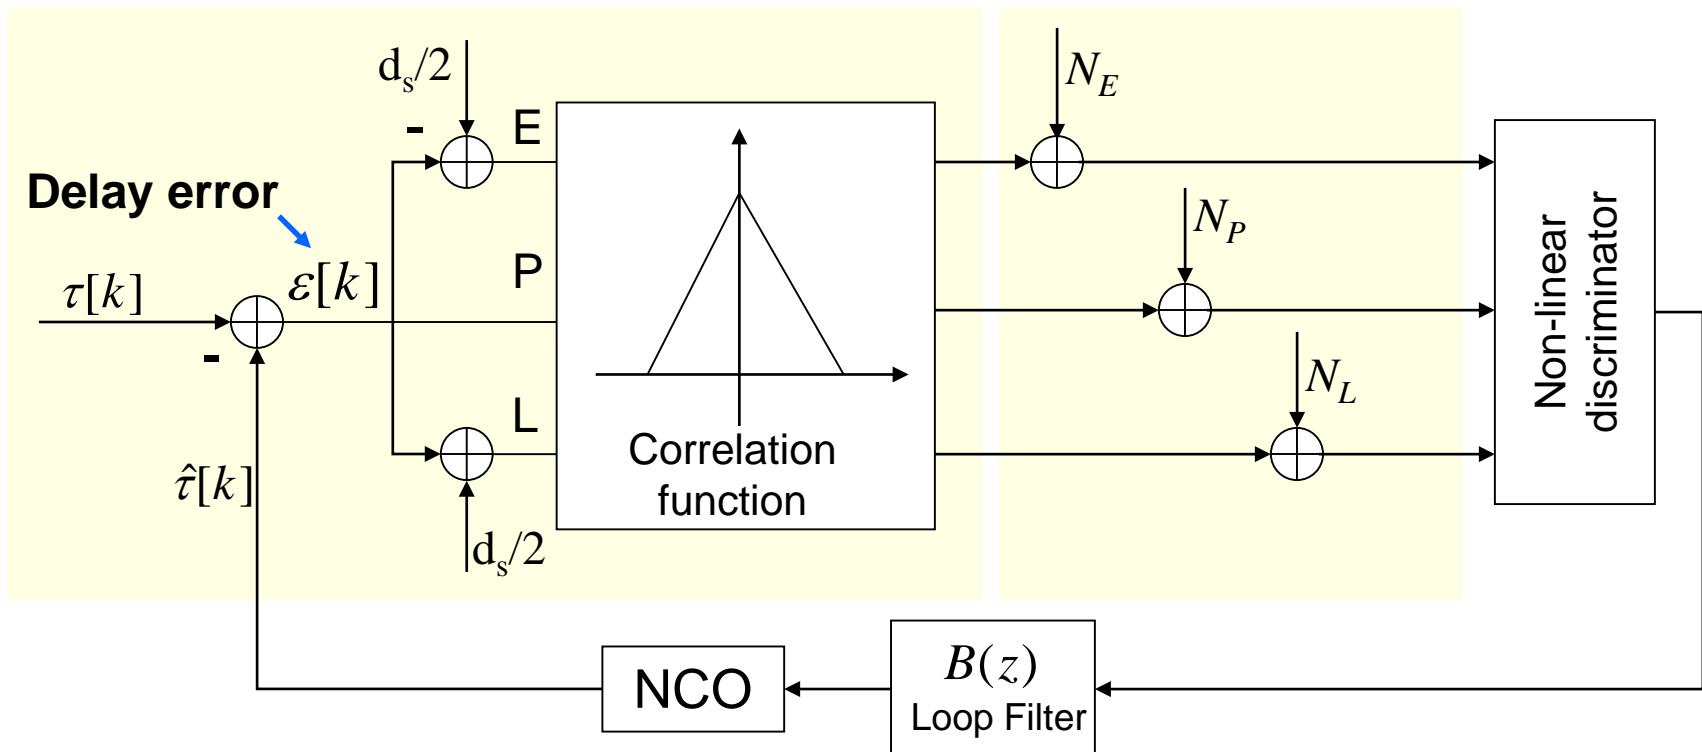 d_s/2
-
E
N_E
Delay error
N_P
P
τ[k]
ε[k]
-
L
N_L
Non-linear
discriminator
Correlation
function
τ̂[k]
d_s/2
NCO
B(z)
Loop Filter